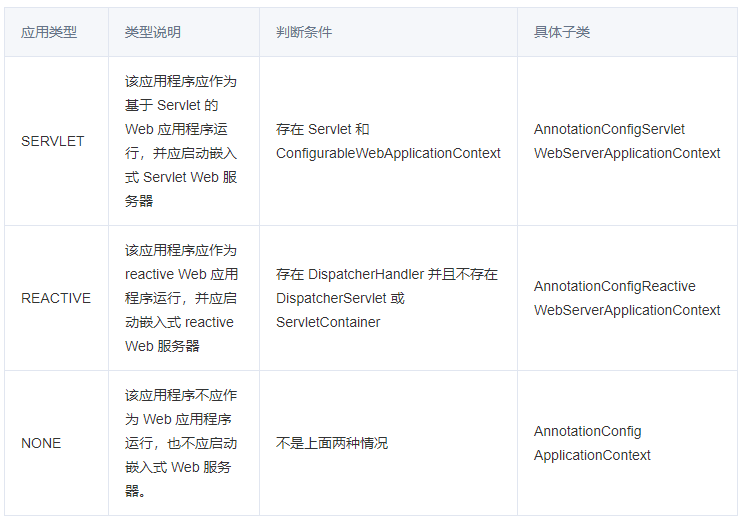 应用类型
类型说明
判断条件
具体子类
SERVLET
该应用程序应作为
基于 Servlet 的
Web 应用程序运
行，并应启动嵌入
式 Servlet Web 服
务器
存在 Servlet 和
ConfigurableWebApplicationContext
AnnotationConfigServlet
WebServerApplicationContext
REACTIVE
该应用程序应作为
reactive Web 应用
程序运行，并应启
动嵌入式 reactive
Web 服务器
存在 DispatcherHandler 并且不存在
DispatcherServlet 或
ServletContainer
AnnotationConfigReactive
WebServerApplicationContext
NONE
该应用程序不应作
为 Web 应用程序
运行，也不应启动
嵌入式 Web 服务
器。
不是上面两种情况
AnnotationConfig
ApplicationContext